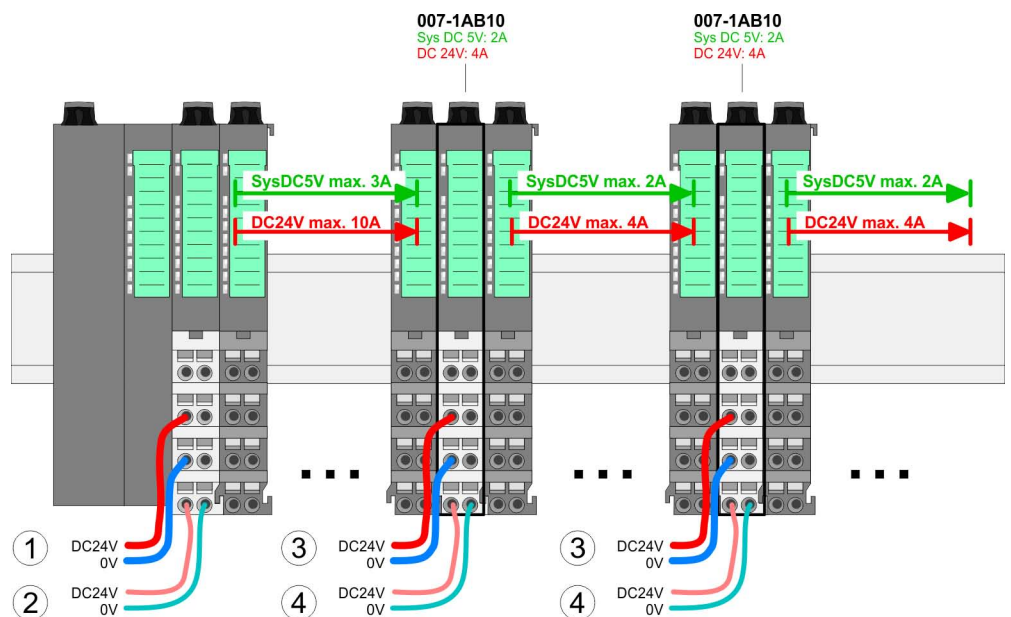 007-1AB10
Sys DC 5V: 2A
DC 24V: 4A
007-1AB10
Sys DC 5V: 2A
DC 24V: 4A
SysDC5V max. 3A
SysDC5V max. 2A
SysDC5V max. 2A
DC24V max. 10A
DC24V max. 4A
DC24V max. 4A
1
DC24V
0V
3
DC24V
0V
3
DC24V
0V
2
DC24V
0V
4
DC24V
0V
4
DC24V
0V